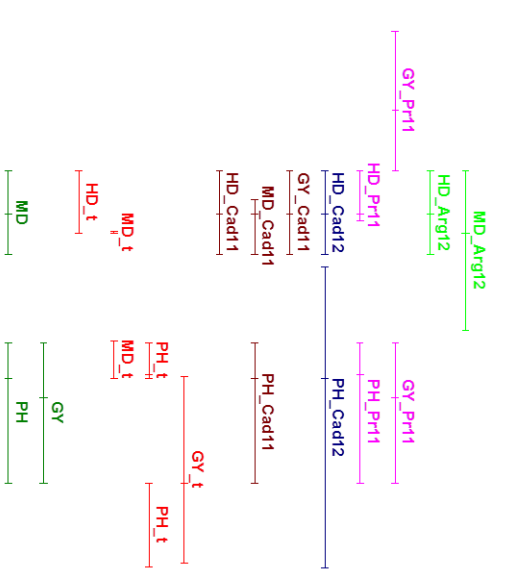 GY_Pr11
HD_t
HD_Cad11
GY_Cad11
HD_Cad12
HD_Pr11
HD_Arg12
MD
MD_t
MD_Cad11
MD_Arg12
MD_t
PH_t
PH_Cad11
PH_Cad12
PH_Pr11
GY_Pr11
PH
GY
GY_t
PH_t